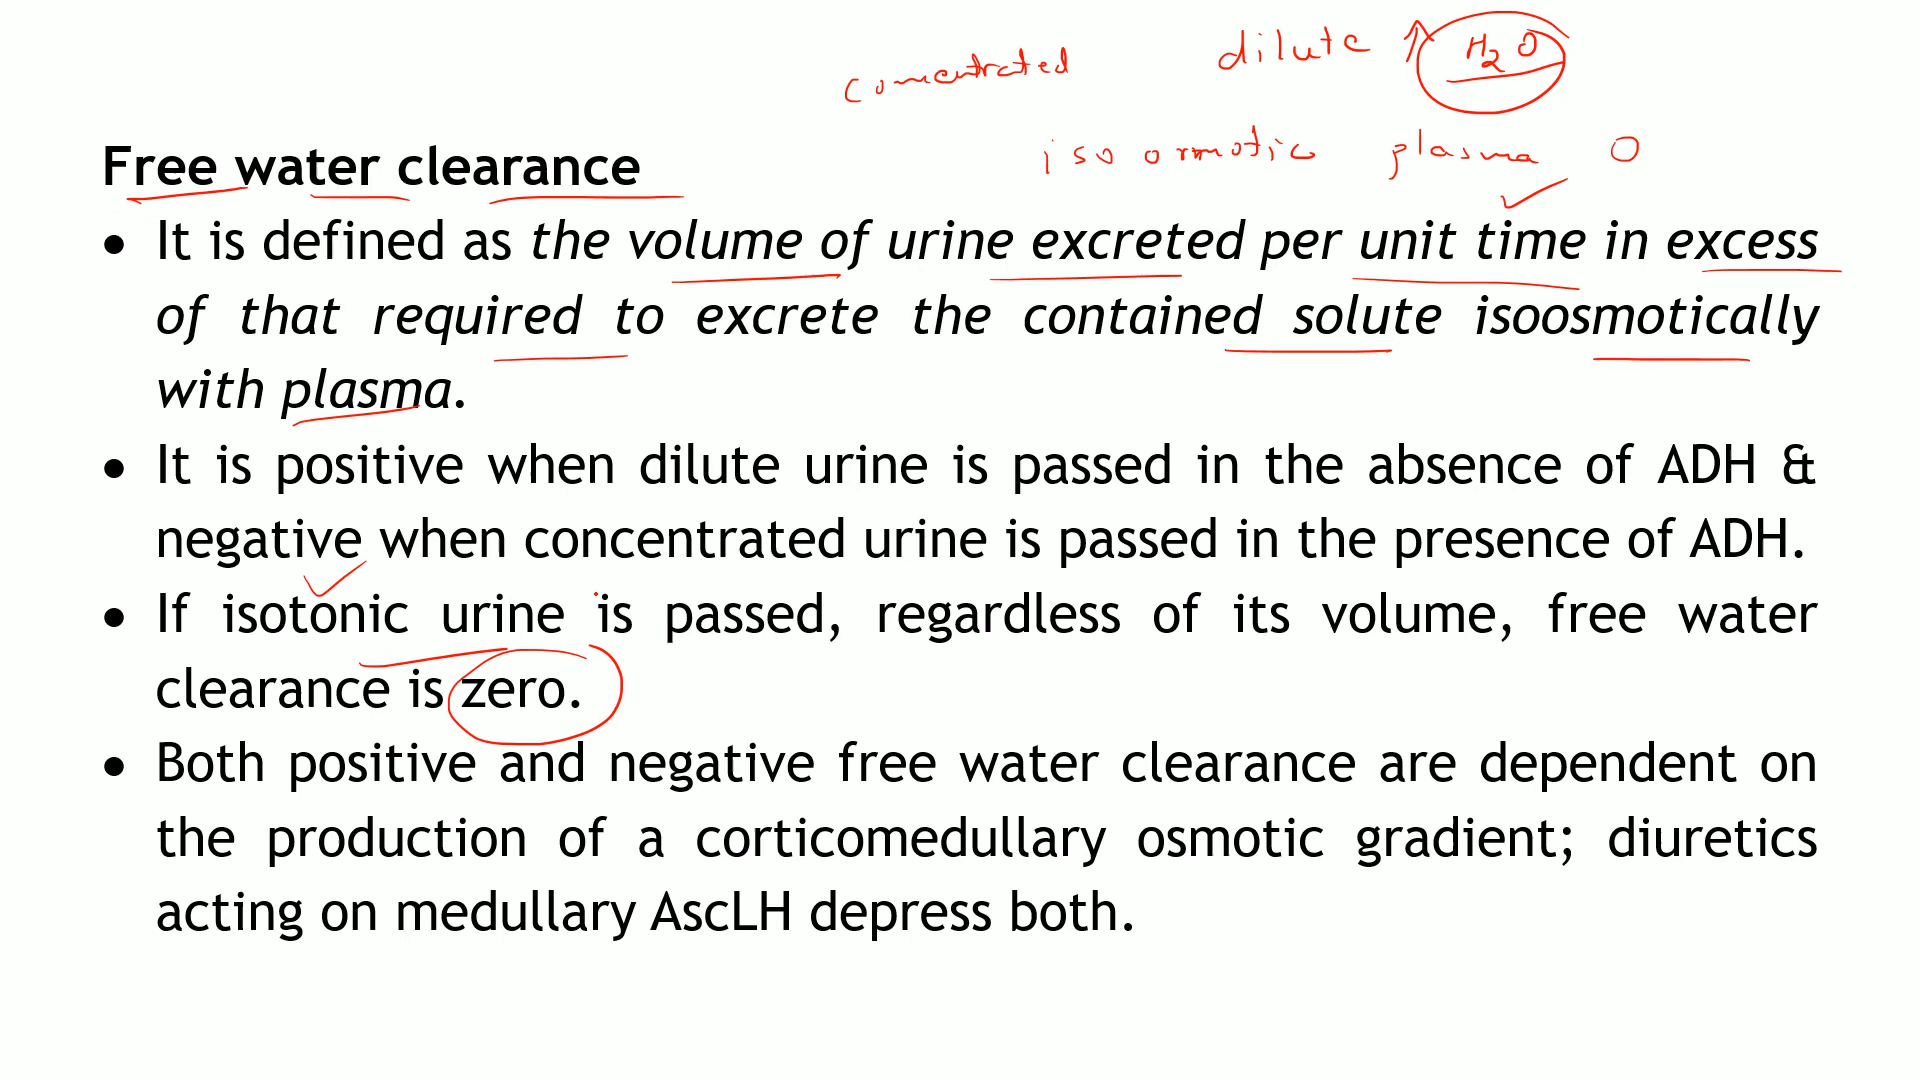 concentrated dilute ↑ H₂O
isoormotic plasma 0
Free water clearance
• It is defined as the volume of urine excreted per unit time in excess
of that required to excrete the contained solute isoosmotically
with plasma.
• It is positive when dilute urine is passed in the absence of ADH &
negative when concentrated urine is passed in the presence of ADH.
• If isotonic urine is passed, regardless of its volume, free water
clearance is zero.
• Both positive and negative free water clearance are dependent on
the production of a corticomedullary osmotic gradient; diuretics
acting on medullary AscLH depress both.